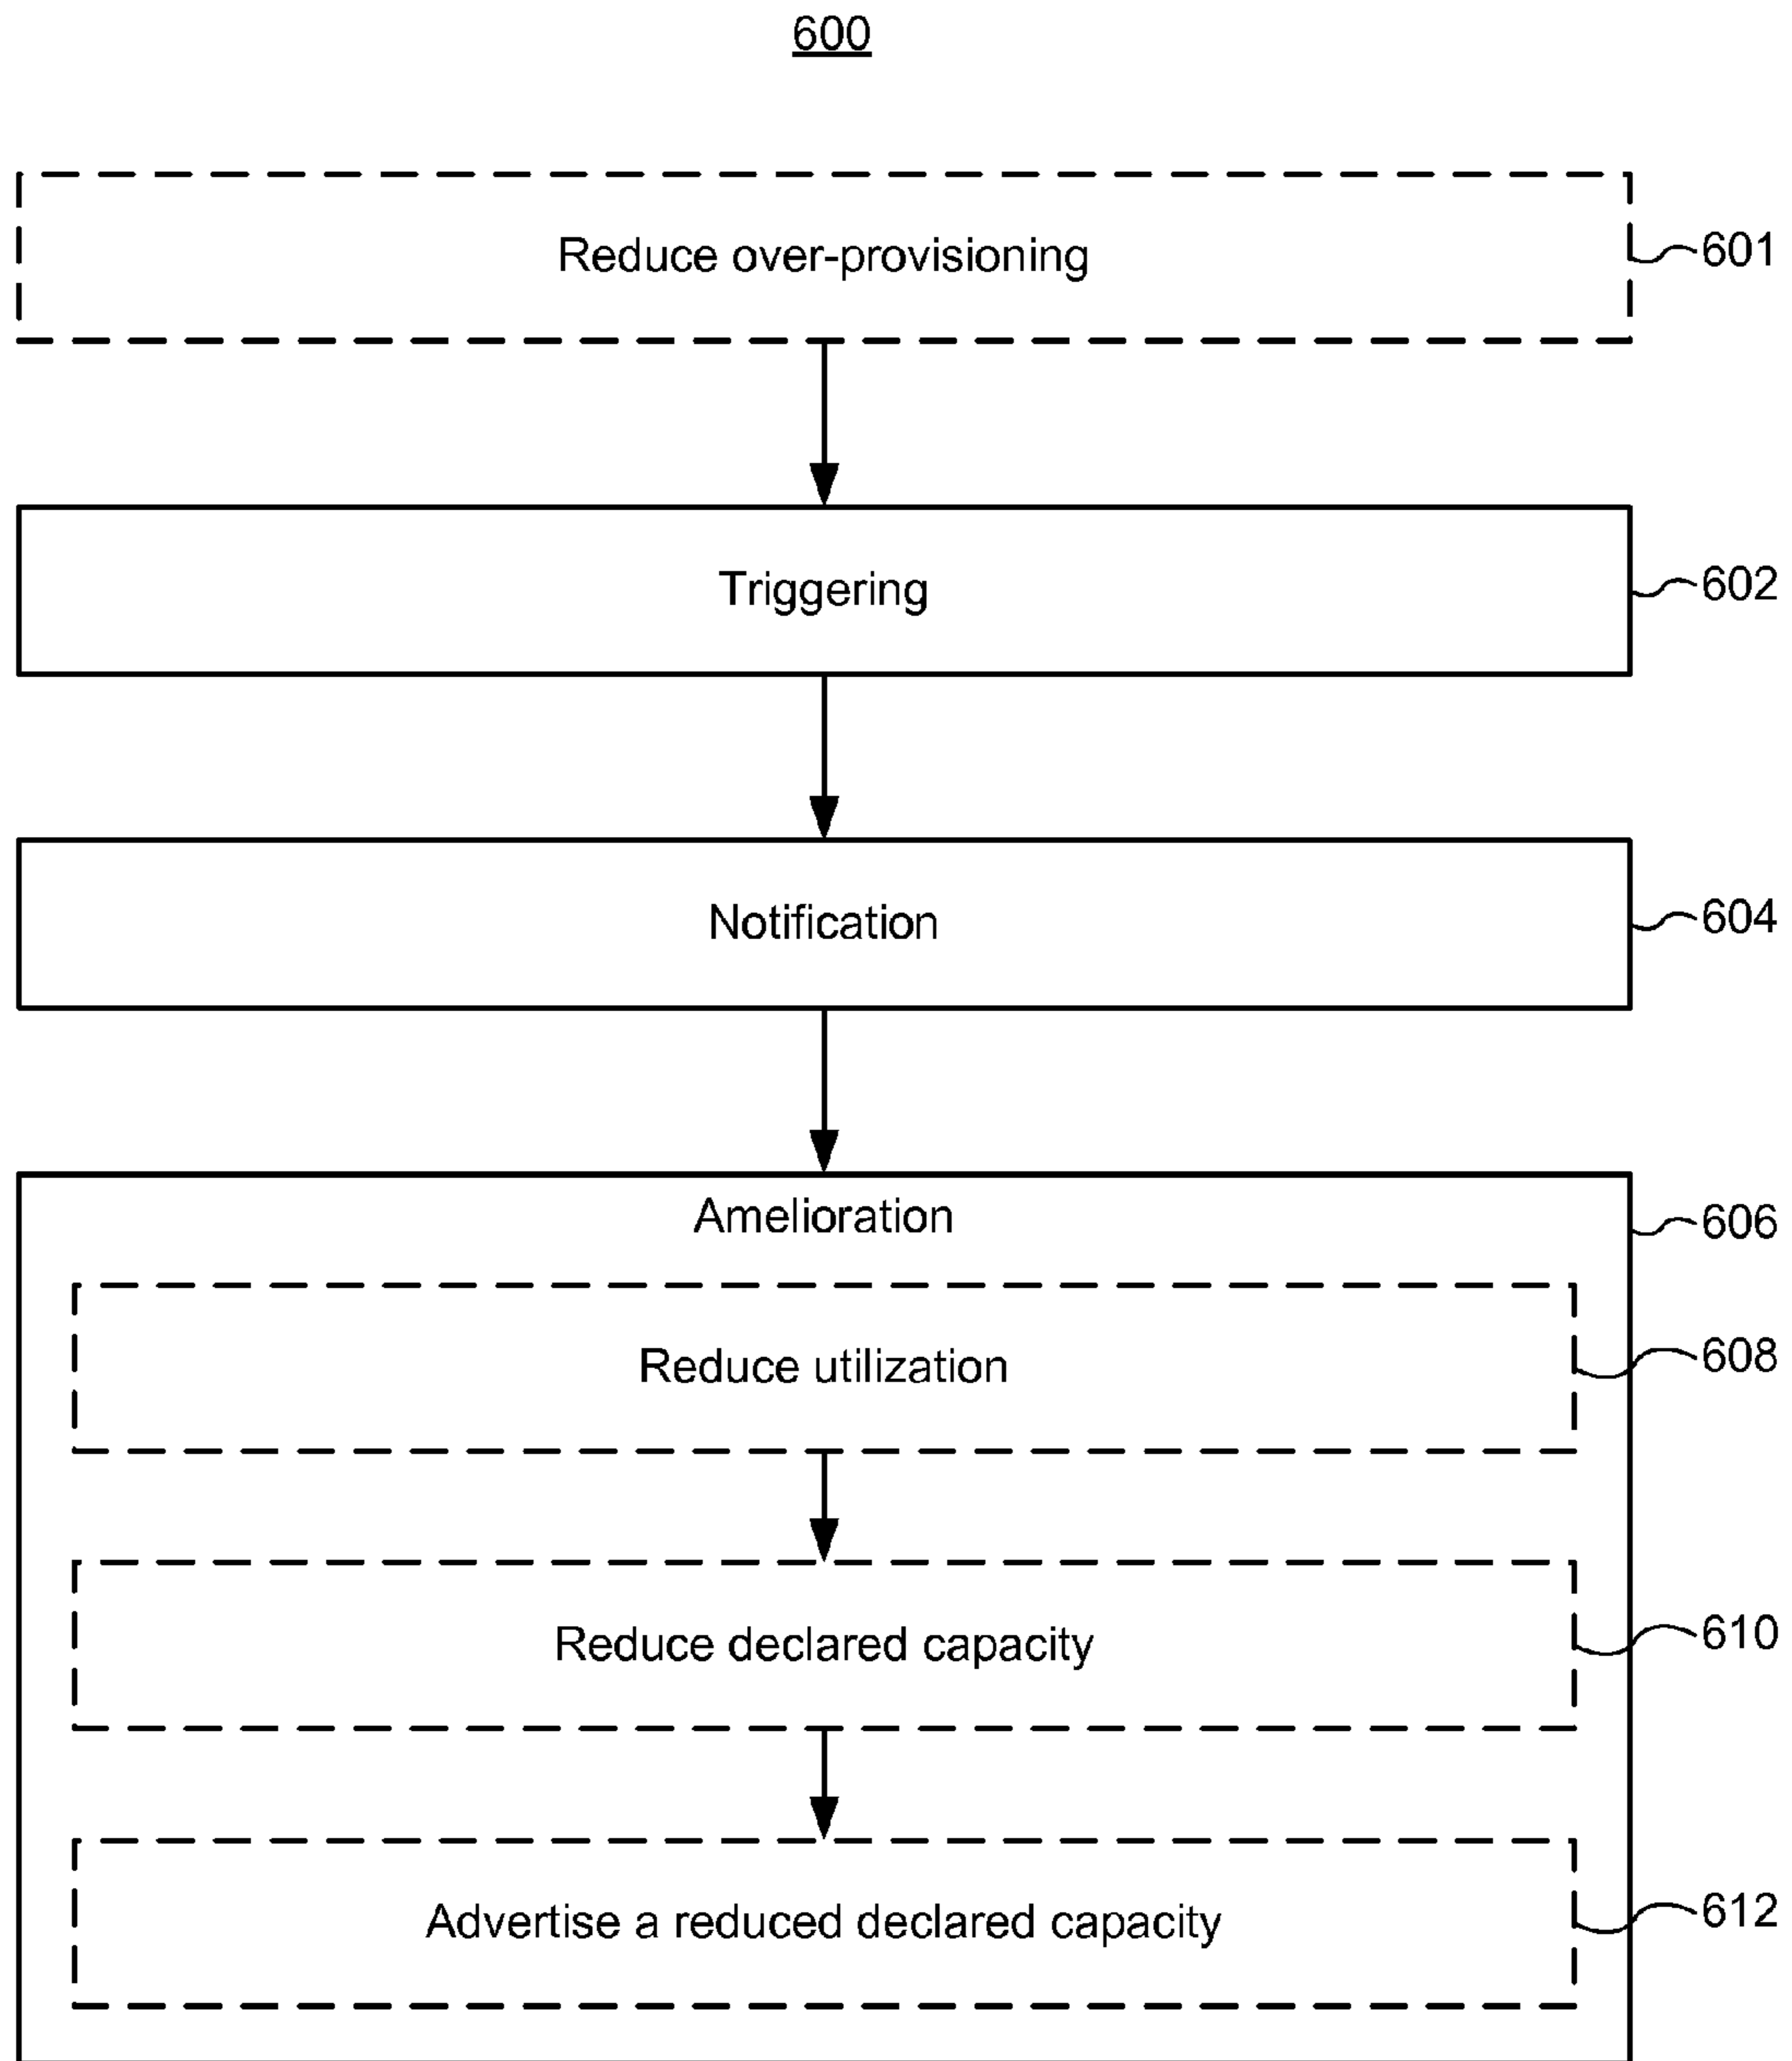 600
Reduce over-provisioning
601
Triggering
602
Notification
604
Amelioration
606
Reduce utilization
608
Reduce declared capacity
610
Advertise a reduced declared capacity
612